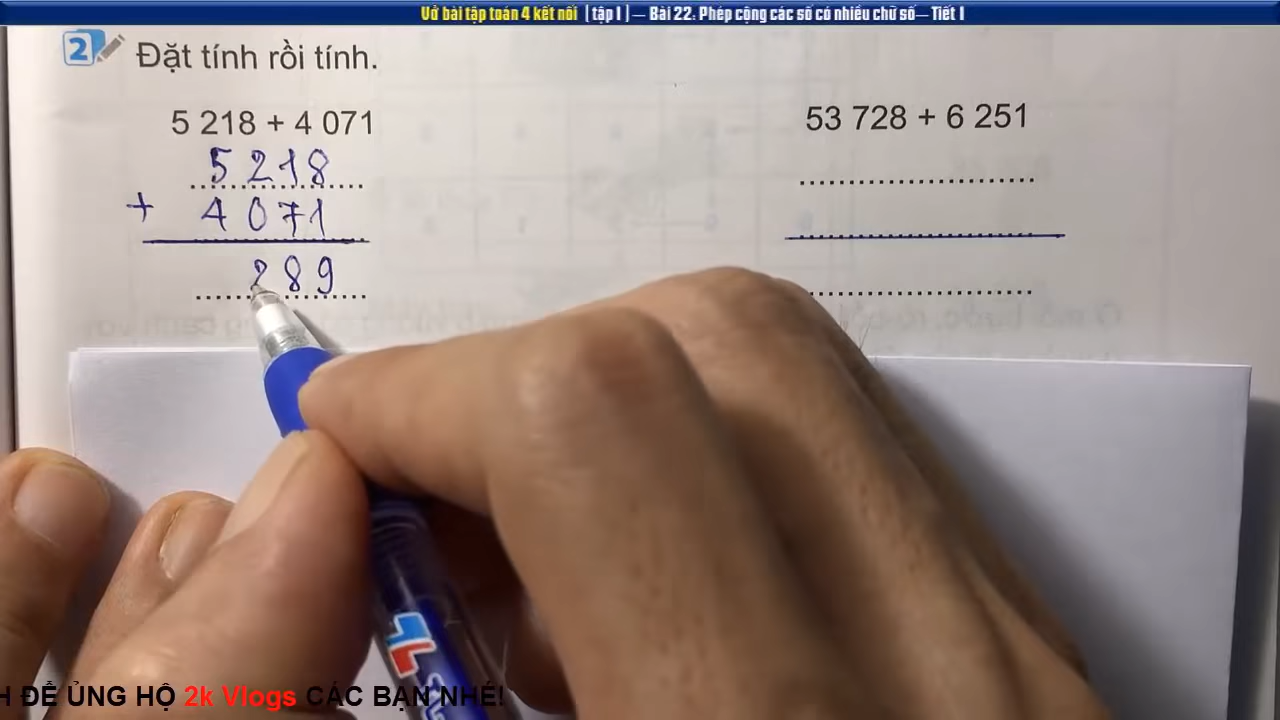 Vở bài tập toán 4 kết nối (tập 1) – Bài 22: Phép cộng các số có nhiều chữ số– Tiết 1
2 Đặt tính rồi tính.
5 218 + 4 071
5218
+ 4071
289
53 728 + 6 251
H ĐỂ ỦNG HỘ 2k Vlogs CÁC BẠN NHÉ!